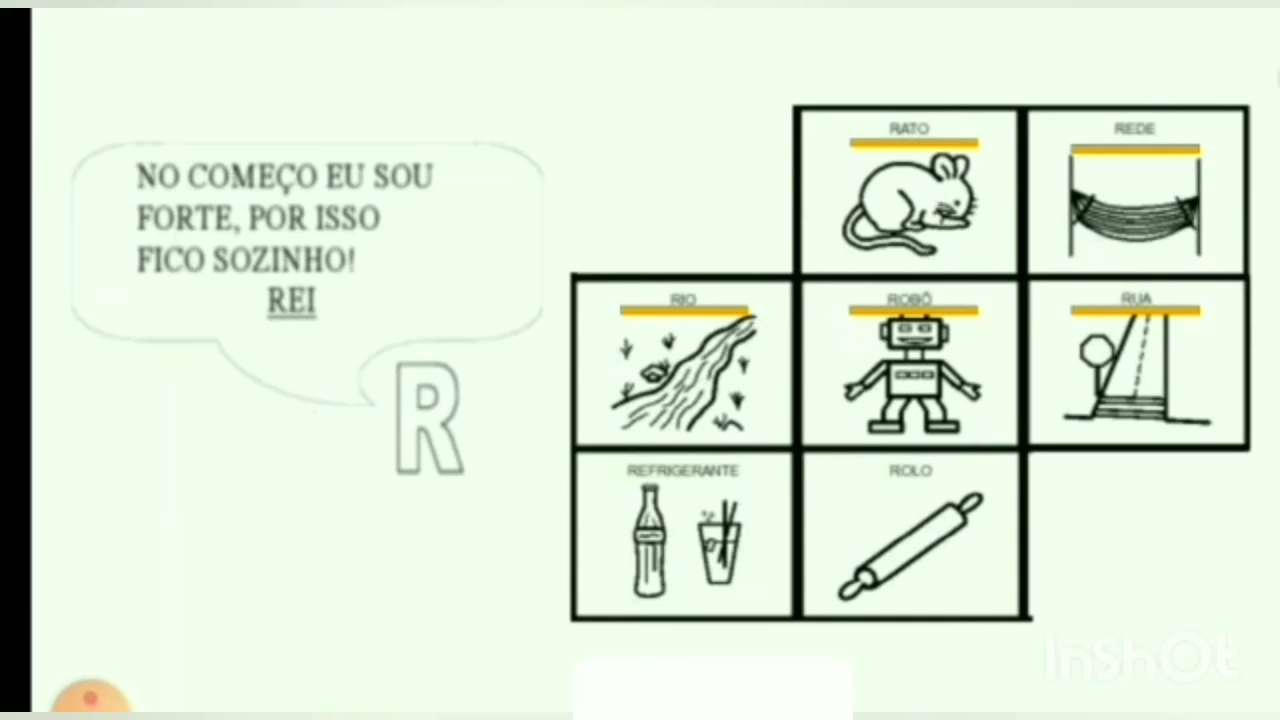 NO COMEÇO EU SOU
FORTE, POR ISSO
FICO SOZINHO!
REI
R
RATO
REDE
RIO
ROBÔ
RUA
REFRIGERANTE
ROLO
InShOt